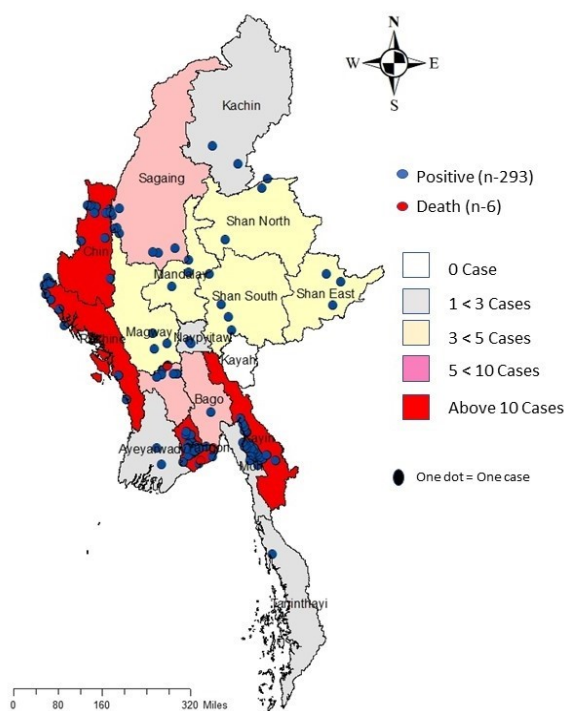 N
W E
S
Kachin
Sagaing
Positive (n-293)
Death (n-6)
Shan North
Chin
0 Case
Mandalay
Shan South
Shan East
1 < 3 Cases
Magway
Naypyitaw
3 < 5 Cases
Rakhine
Kayah
5 < 10 Cases
Bago
Above 10 Cases
Ayeyarwady
Yangon
Kayin
Mon
One dot = One case
Taninthayi
0 80 160 320 Miles